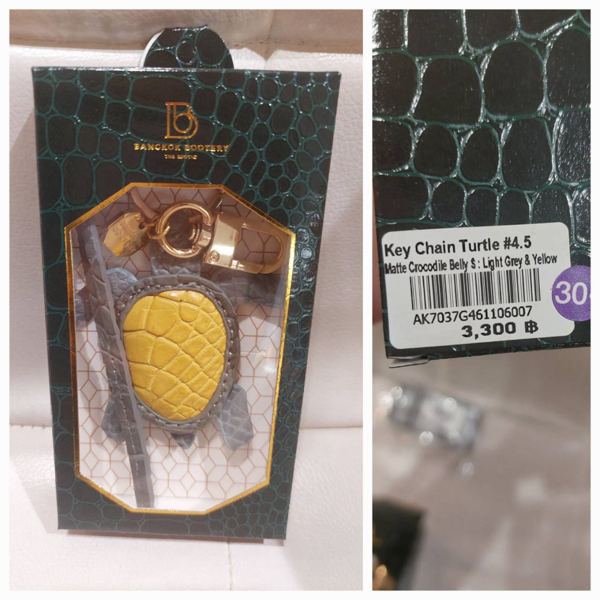 B
BANGKOK BOOTERY
THE EXOTIC
Key Chain Turtle #4.5
Matte Crocodile Belly S : Light Grey & Yellow
AK7037G461106007
3,300 ฿
30